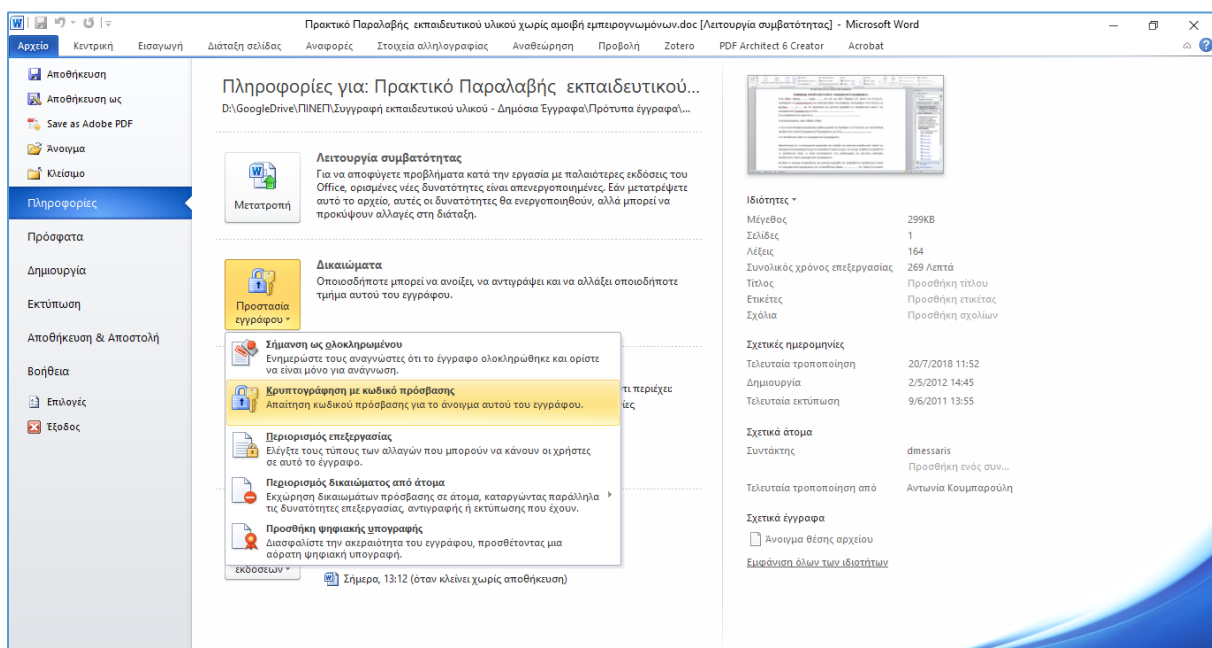 Πρακτικό Παραλαβής εκπαιδευτικού υλικού χωρίς αμοιβή εμπειρογνωμόνων.doc [Λειτουργία συμβατότητας] - Microsoft Word
Αρχείο Κεντρική Εισαγωγή Διάταξη σελίδας Αναφορές Στοιχεία αλληλογραφίας Αναθεώρηση Προβολή Zotero PDF Architect 6 Creator Acrobat
Αποθήκευση
Αποθήκευση ως
Save as Adobe PDF
Άνοιγμα
Κλείσιμο
Πληροφορίες
Πρόσφατα
Δημιουργία
Εκτύπωση
Αποθήκευση & Αποστολή
Βοήθεια
Επιλογές
Έξοδος
Πληροφορίες για: Πρακτικό Παραλαβής εκπαιδευτικού...
D:\GoogleDrive\ΠΙΝΕΠ\Συγγραφή εκπαιδευτικού υλικού - Δημόσια Έγγραφα\Πρότυπα έγγραφα\...
Μετατροπή
Λειτουργία συμβατότητας
Για να αποφύγετε προβλήματα κατά την εργασία με παλαιότερες εκδόσεις του
Office, ορισμένες νέες δυνατότητες είναι απενεργοποιημένες. Εάν μετατρέψετε
αυτό το αρχείο, αυτές οι δυνατότητες θα ενεργοποιηθούν, αλλά μπορεί να
προκύψουν αλλαγές στη διάταξη.
Προστασία
εγγράφου
Δικαιώματα
Οποιοσδήποτε μπορεί να ανοίξει, να αντιγράψει και να αλλάξει οποιοδήποτε
τμήμα αυτού του εγγράφου.
Σήμανση ως ολοκληρωμένου
Ενημερώστε τους αναγνώστες ότι το έγγραφο ολοκληρώθηκε και ορίστε
να είναι μόνο για ανάγνωση.
Κρυπτογράφηση με κωδικό πρόσβασης
Απαίτηση κωδικού πρόσβασης για το άνοιγμα αυτού του εγγράφου.
τι περιέχει:
ίες
Περιορισμός επεξεργασίας
Ελέγξτε τους τύπους των αλλαγών που μπορούν να κάνουν οι χρήστες
σε αυτό το έγγραφο.
Περιορισμός δικαιώματος από άτομα
Εκχώρηση δικαιωμάτων πρόσβασης σε άτομα, καταργώντας παράλληλα
τις δυνατότητες επεξεργασίας, αντιγραφής ή εκτύπωσης που έχουν.
Προσθήκη ψηφιακής υπογραφής
Διασφαλίστε την ακεραιότητα του εγγράφου, προσθέτοντας μια
αόρατη ψηφιακή υπογραφή.
εκδόσεων
Σήμερα, 13:12 (όταν κλείνει χωρίς αποθήκευση)
Ιδιότητες
Μέγεθος 299KB
Σελίδες 1
Λέξεις 164
Συνολικός χρόνος επεξεργασίας 269 Λεπτά
Τίτλος Προσθήκη τίτλου
Ετικέτες Προσθήκη ετικέτας
Σχόλια Προσθήκη σχολίων
Σχετικές ημερομηνίες
Τελευταία τροποποίηση 20/7/2018 11:52
Δημιουργία 2/5/2012 14:45
Τελευταία εκτύπωση 9/6/2011 13:55
Σχετικά άτομα
Συντάκτης dmessaris
Προσθήκη ενός συν...
Τελευταία τροποποίηση από Αντωνία Κουμπαρούλη
Σχετικά έγγραφα
Άνοιγμα θέσης αρχείου
Εμφάνιση όλων των ιδιοτήτων